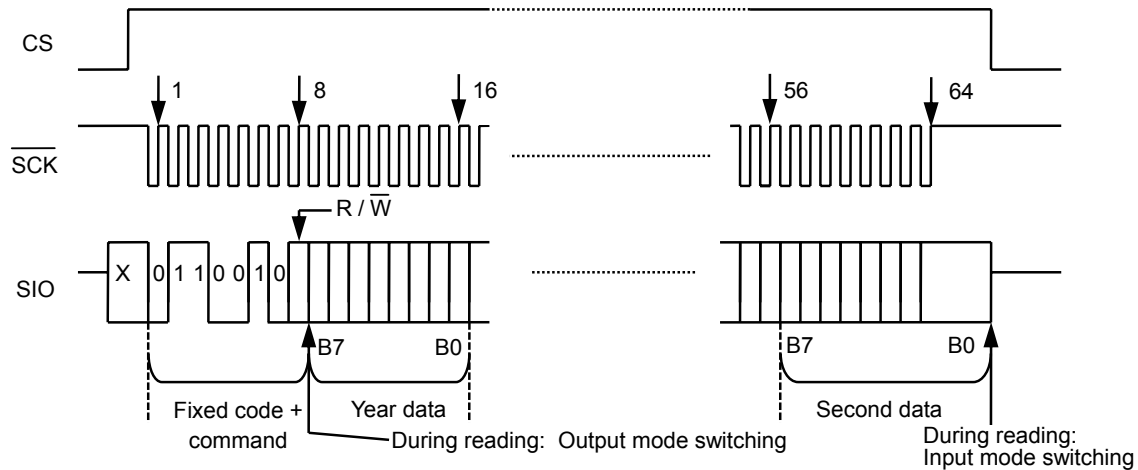 CS
1 8 16 56 64
S̅C̅K̅
R / W̅
X 0 1 1 0 0 1 0
SIO
B7 B0 B7 B0
Fixed code + command
Year data
Second data
During reading: Output mode switching
During reading:
Input mode switching